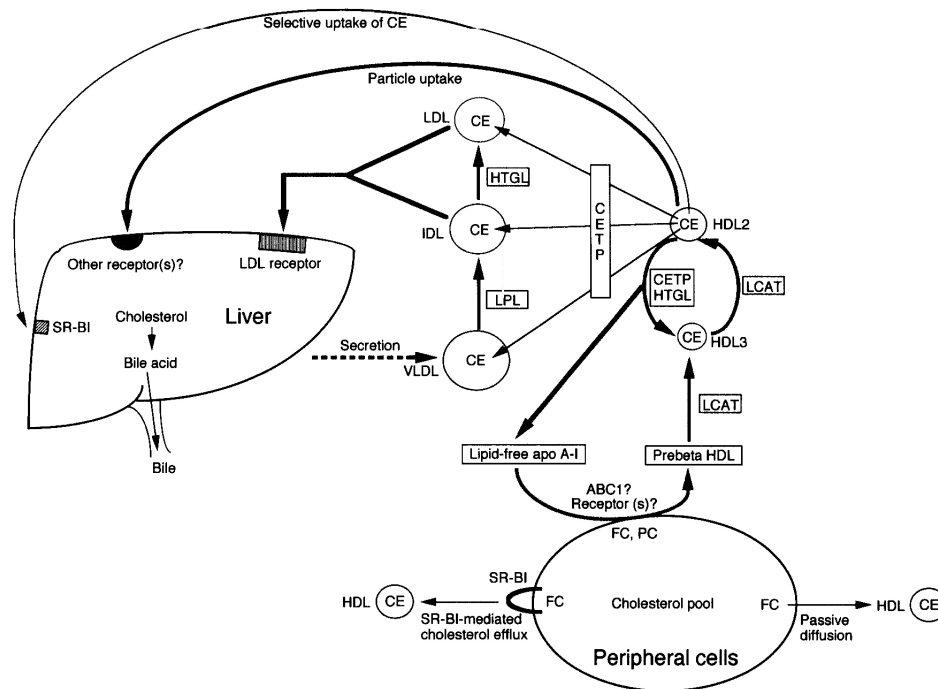 Selective uptake of CE
Particle uptake
LDL
CE
HTGL
IDL
CE
LPL
VLDL
CE
CETP
CE
HDL2
CETP
HTGL
LCAT
CE
HDL3
LCAT
Other receptor(s)?
LDL receptor
SR-BI
Cholesterol
Liver
Bile acid
Bile
Secretion
Lipid-free apo A-I
Prebeta HDL
ABC1?
Receptor (s)?
FC, PC
SR-BI
HDL
CE
FC
Cholesterol pool
FC
HDL
CE
SR-BI-mediated
cholesterol efflux
Passive
diffusion
Peripheral cells